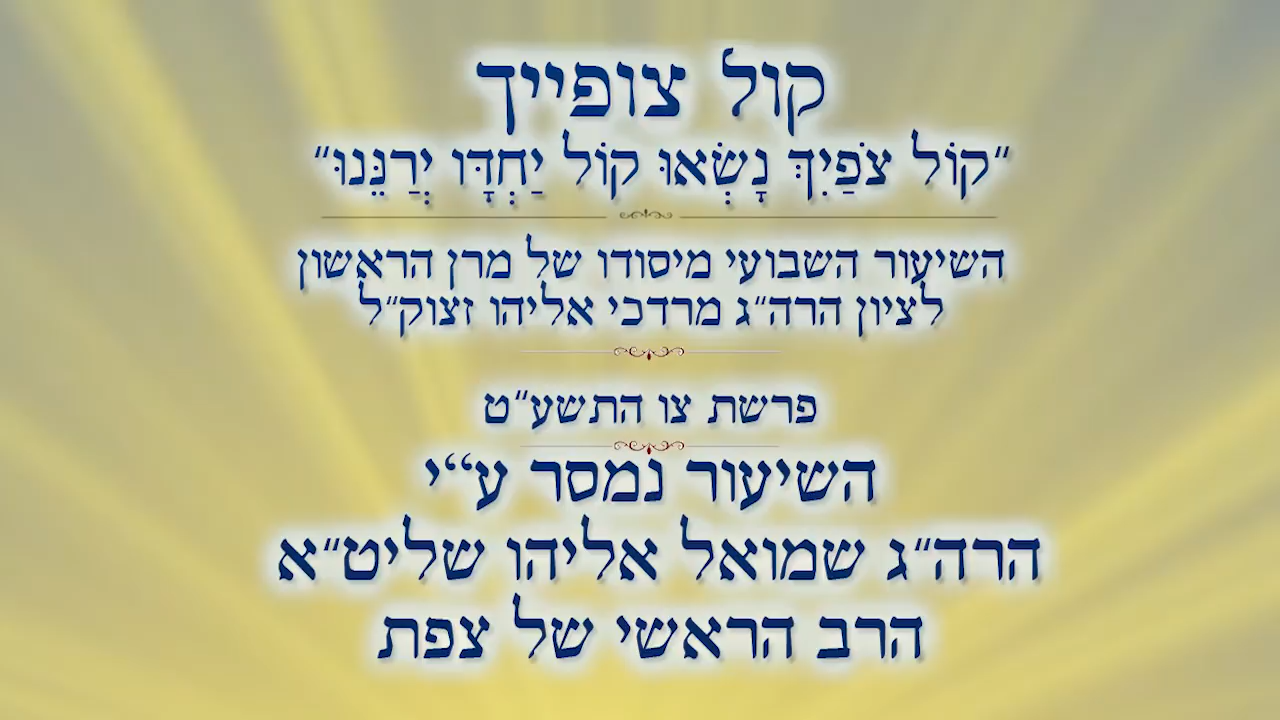 קול צופייך
"קוֹל צֹפַיִךְ נָשְׂאוּ קוֹל יַחְדָּו יְרַנֵּנוּ"
השיעור השבועי מיסודו של מרן הראשון
לציון הרה"ג מרדכי אליהו זצוק"ל
פרשת צו התשע"ט
השיעור נמסר ע"י
הרה"ג שמואל אליהו שליט"א
הרב הראשי של צפת